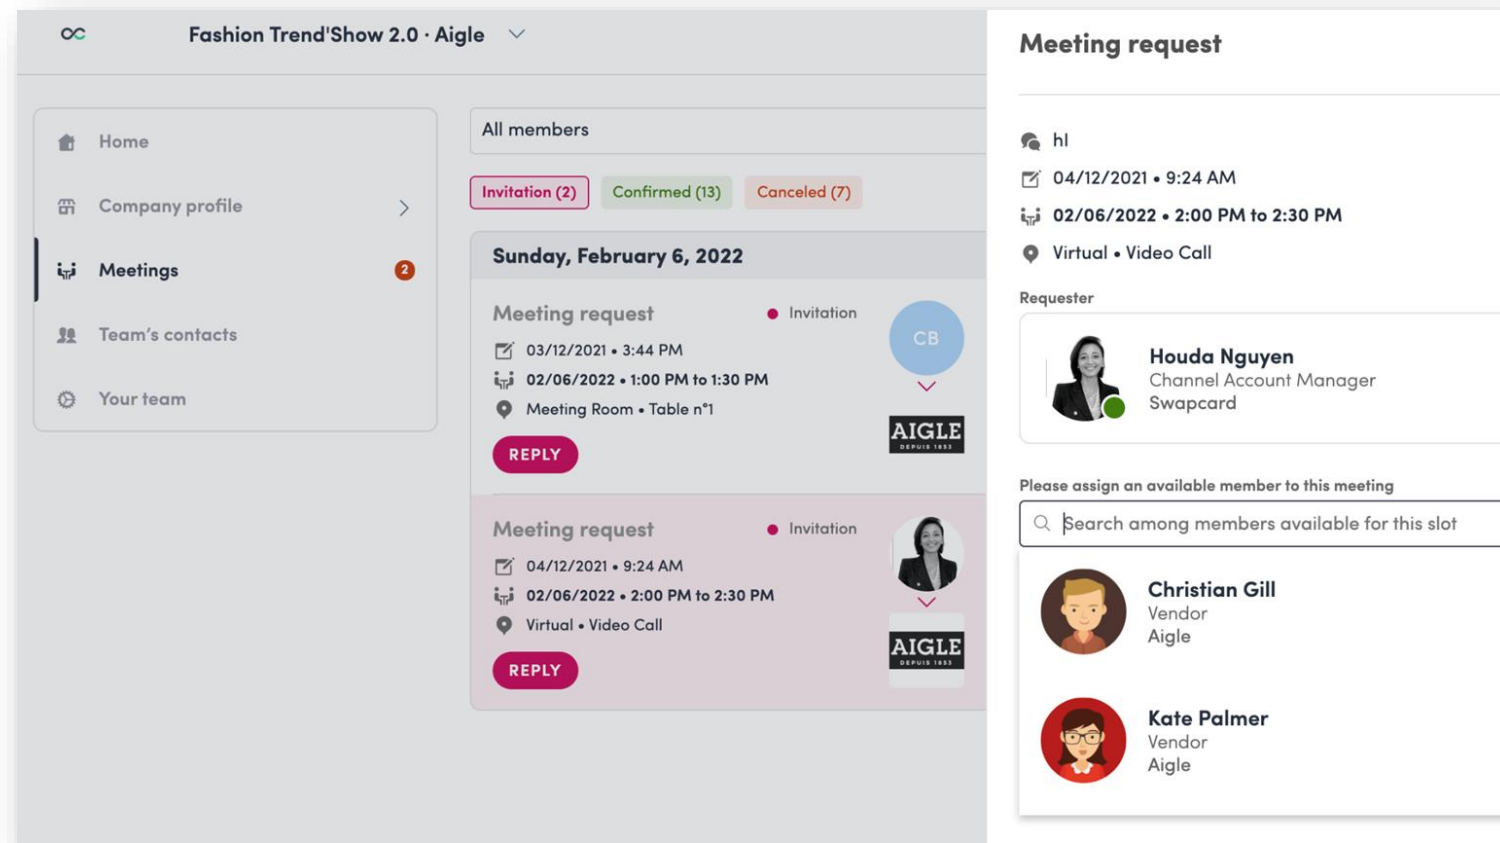 Fashion Trend'Show 2.0 · Aigle
Home
Company profile
Meetings
2
Team's contacts
Your team
All members
Invitation (2)
Confirmed (13)
Canceled (7)
Sunday, February 6, 2022
Meeting request
Invitation
03/12/2021 • 3:44 PM
02/06/2022 • 1:00 PM to 1:30 PM
Meeting Room • Table n°1
REPLY
CB
AIGLE
DEPUIS 1853
Meeting request
Invitation
04/12/2021 • 9:24 AM
02/06/2022 • 2:00 PM to 2:30 PM
Virtual • Video Call
REPLY
AIGLE
DEPUIS 1853
Meeting request
hI
04/12/2021 • 9:24 AM
02/06/2022 • 2:00 PM to 2:30 PM
Virtual • Video Call
Requester
Houda Nguyen
Channel Account Manager
Swapcard
Please assign an available member to this meeting
Search among members available for this slot
Christian Gill
Vendor
Aigle
Kate Palmer
Vendor
Aigle